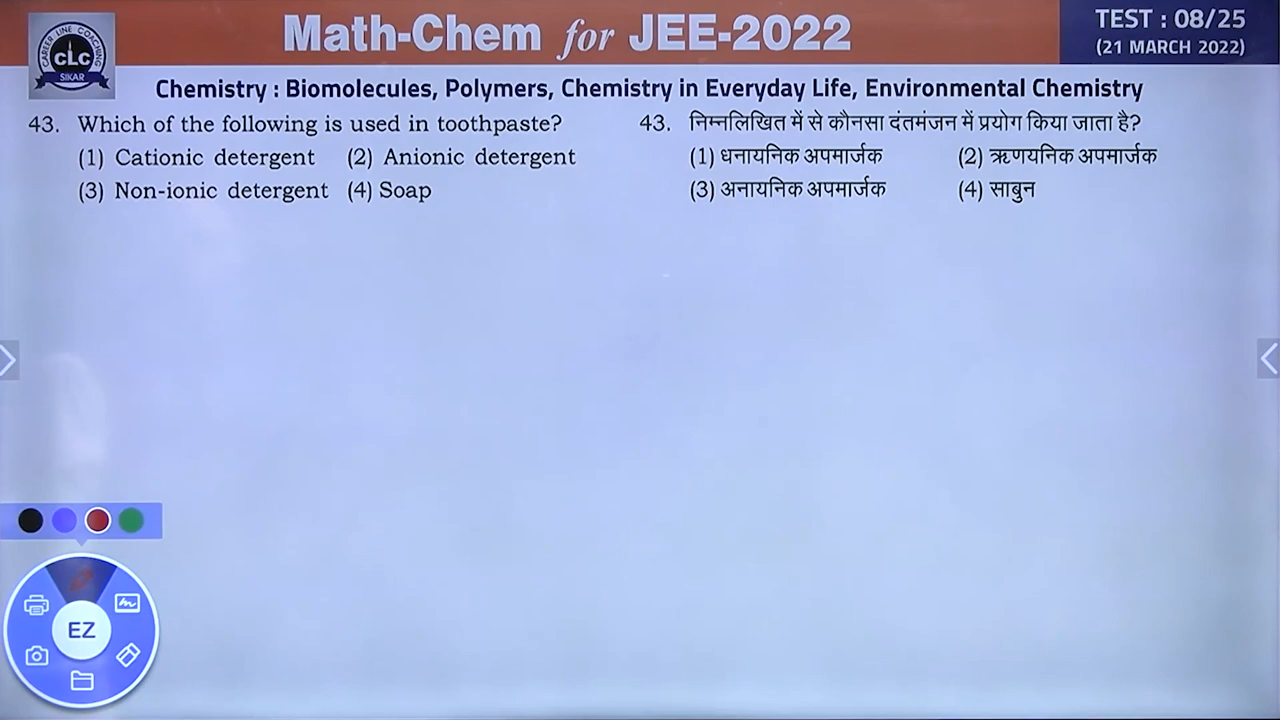 CAREER LINE COACHING
CLC
SIKAR
Math-Chem for JEE-2022
TEST : 08/25
(21 MARCH 2022)
Chemistry : Biomolecules, Polymers, Chemistry in Everyday Life, Environmental Chemistry
43. Which of the following is used in toothpaste?
(1) Cationic detergent (2) Anionic detergent
(3) Non-ionic detergent (4) Soap
43. निम्नलिखित में से कौनसा दंतमंजन में प्रयोग किया जाता है?
(1) धनायनिक अपमार्जक (2) ऋणयनिक अपमार्जक
(3) अनायनिक अपमार्जक (4) साबुन
EZ